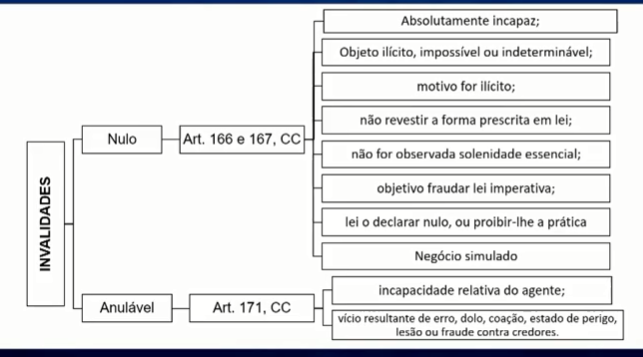 INVALIDADES
Nulo
Art. 166 e 167, CC
Absolutamente incapaz;
Objeto ilícito, impossível ou indeterminável;
motivo for ilícito;
não revestir a forma prescrita em lei;
não for observada solenidade essencial;
objetivo fraudar lei imperativa;
lei o declarar nulo, ou proibir-lhe a prática
Negócio simulado
Anulável
Art. 171, CC
incapacidade relativa do agente;
vício resultante de erro, dolo, coação, estado de perigo,
lesão ou fraude contra credores.